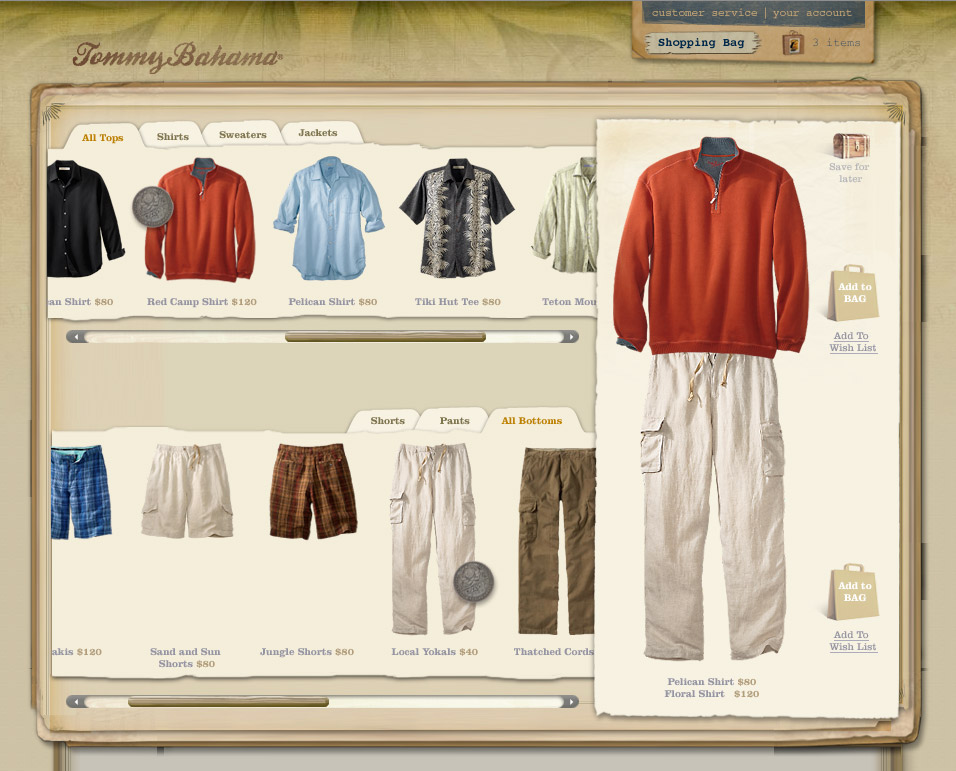 customer service | your account
Shopping Bag
3 items
Tommy Bahama®
All Tops
Shirts
Sweaters
Jackets
Save for
later
an Shirt $80
Red Camp Shirt $120
Pelican Shirt $80
Tiki Hut Tee $80
Teton Mou
Add to
BAG
Add To
Wish List
Shorts
Pants
All Bottoms
akis $120
Sand and Sun
Shorts $80
Jungle Shorts $80
Local Yokals $40
Thatched Cords
Add to
BAG
Add To
Wish List
Pelican Shirt $80
Floral Shirt $120